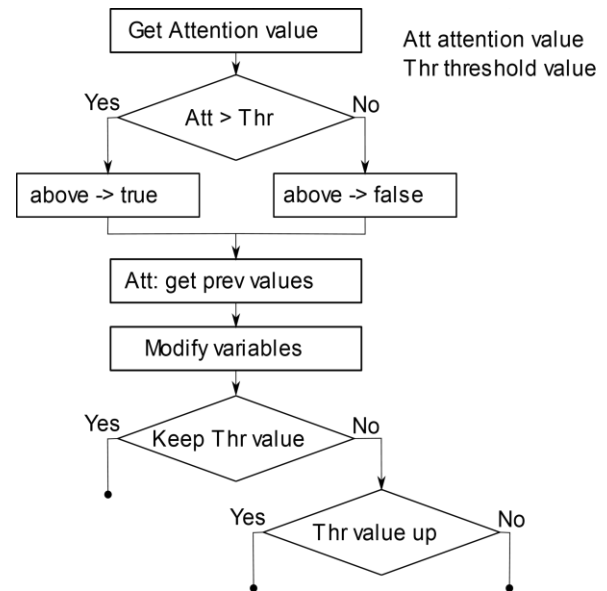 Get Attention value
Att attention value
Thr threshold value
Yes
No
Att > Thr
above -> true
above -> false
Att: get prev values
Modify variables
Yes
No
Keep Thr value
Yes
No
Thr value up